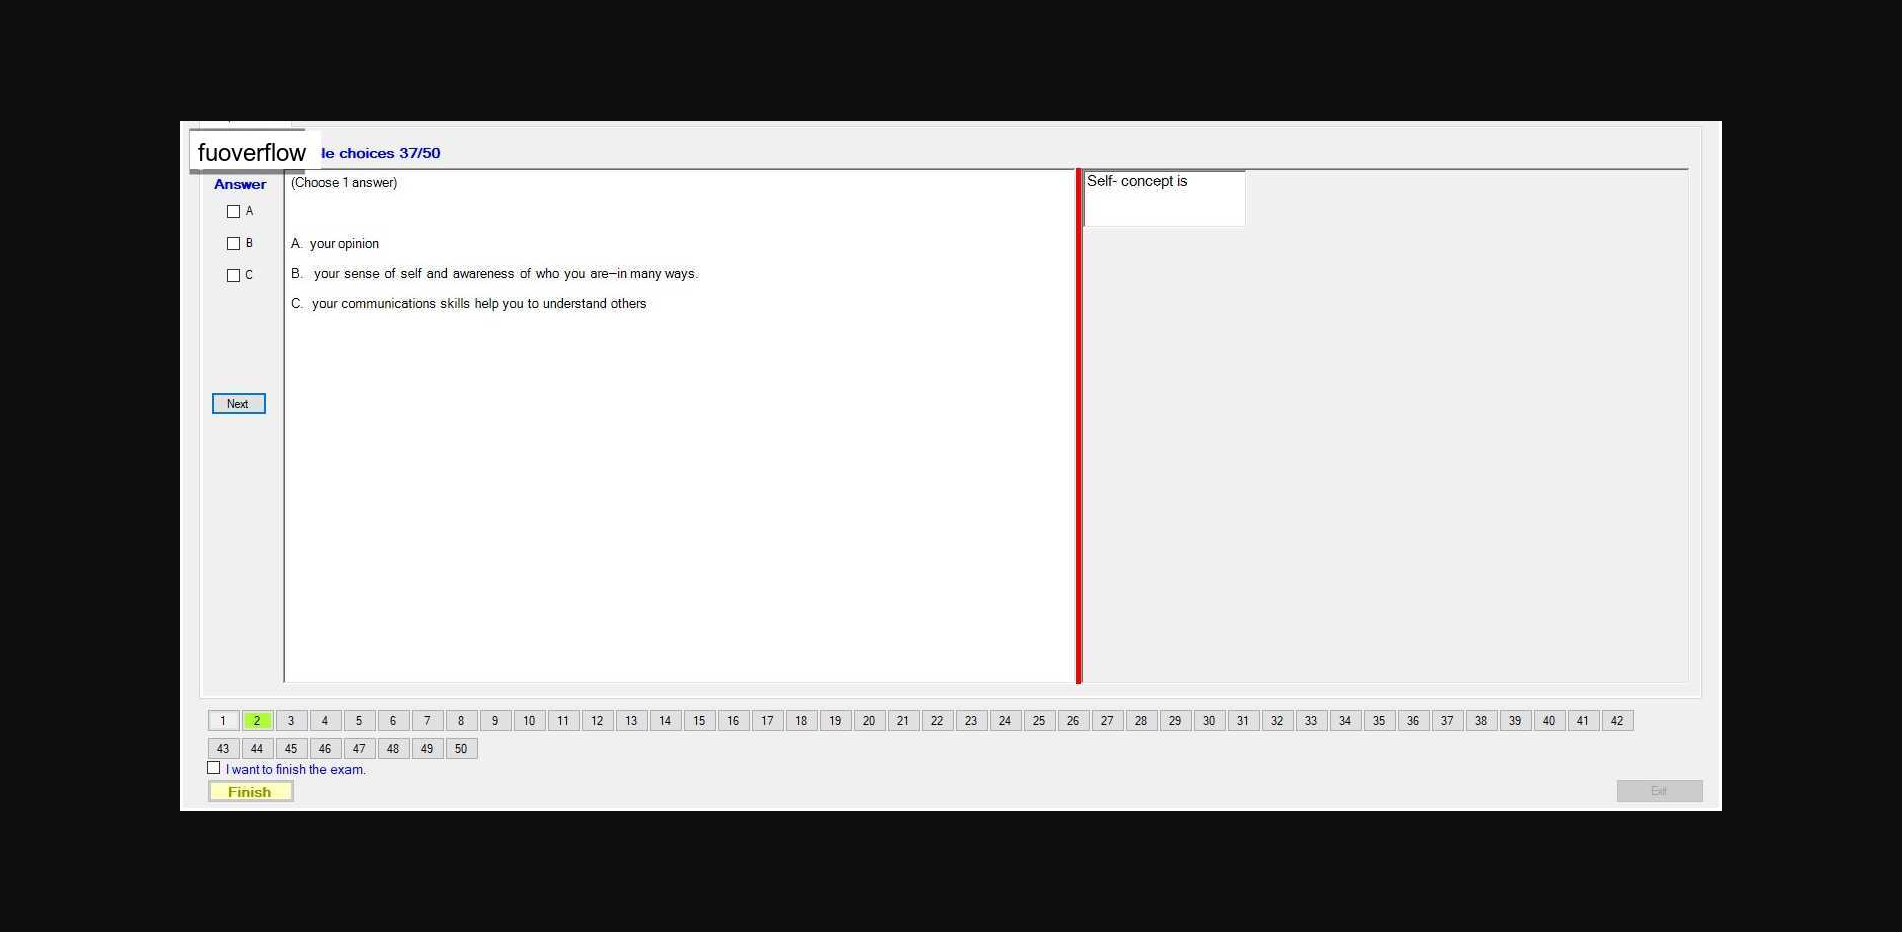 fuoverflow
le choices 37/50
Answer
(Choose 1 answer)
Self- concept is
A
B
C
A. your opinion
B. your sense of self and awareness of who you are—in many ways.
C. your communications skills help you to understand others
Next
1 2 3 4 5 6 7 8 9 10 11 12 13 14 15 16 17 18 19 20 21 22 23 24 25 26 27 28 29 30 31 32 33 34 35 36 37 38 39 40 41 42
43 44 45 46 47 48 49 50
I want to finish the exam.
Finish
Exit